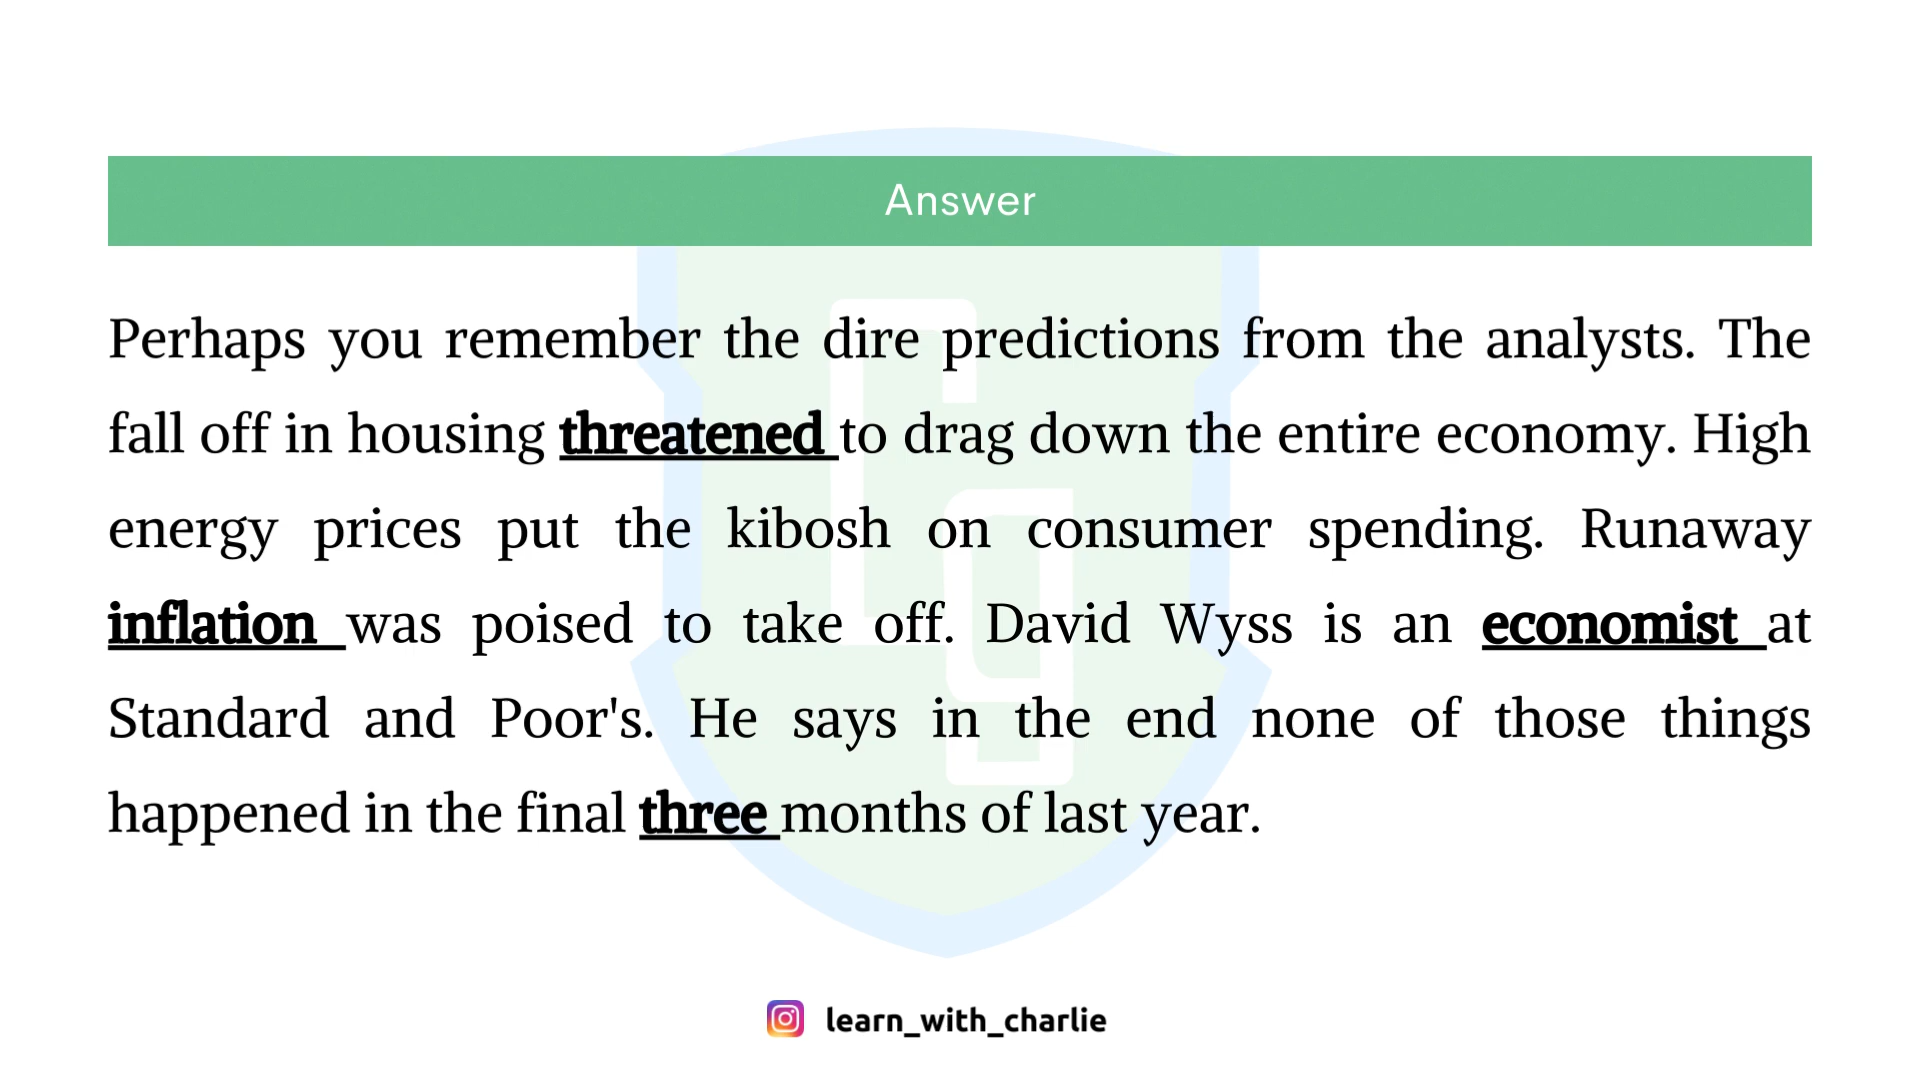 Answer
Perhaps you remember the dire predictions from the analysts. The
fall off in housing threatened to drag down the entire economy. High
energy prices put the kibosh on consumer spending. Runaway
inflation was poised to take off. David Wyss is an economist at
Standard and Poor's. He says in the end none of those things
happened in the final three months of last year.
learn_with_charlie